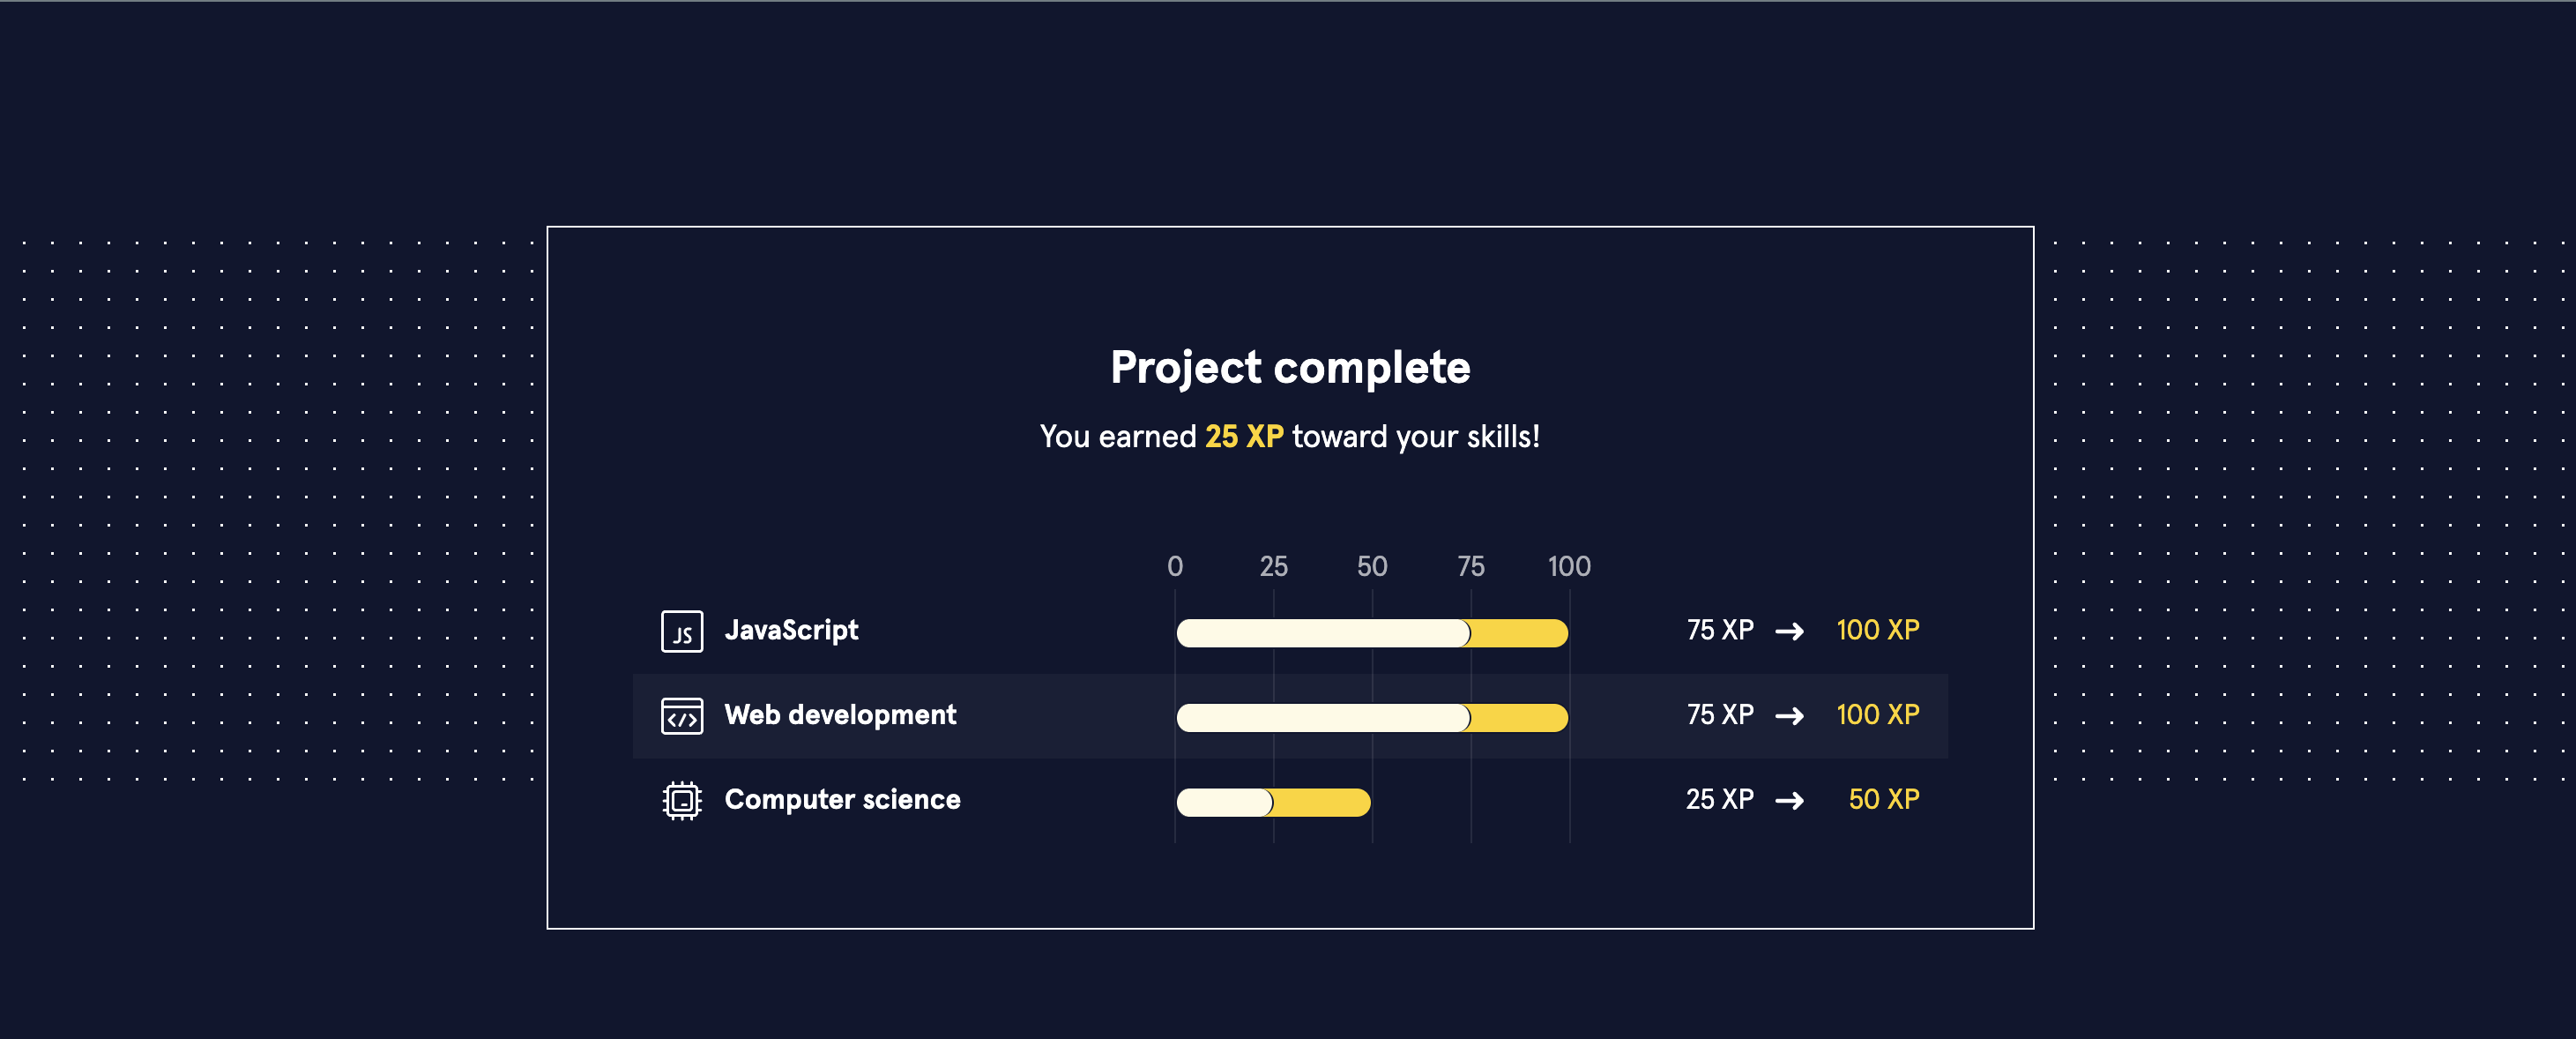 Project complete
You earned 25 XP toward your skills!
0 25 50 75 100
JS JavaScript 75 XP → 100 XP
</> Web development 75 XP → 100 XP
Computer science 25 XP → 50 XP